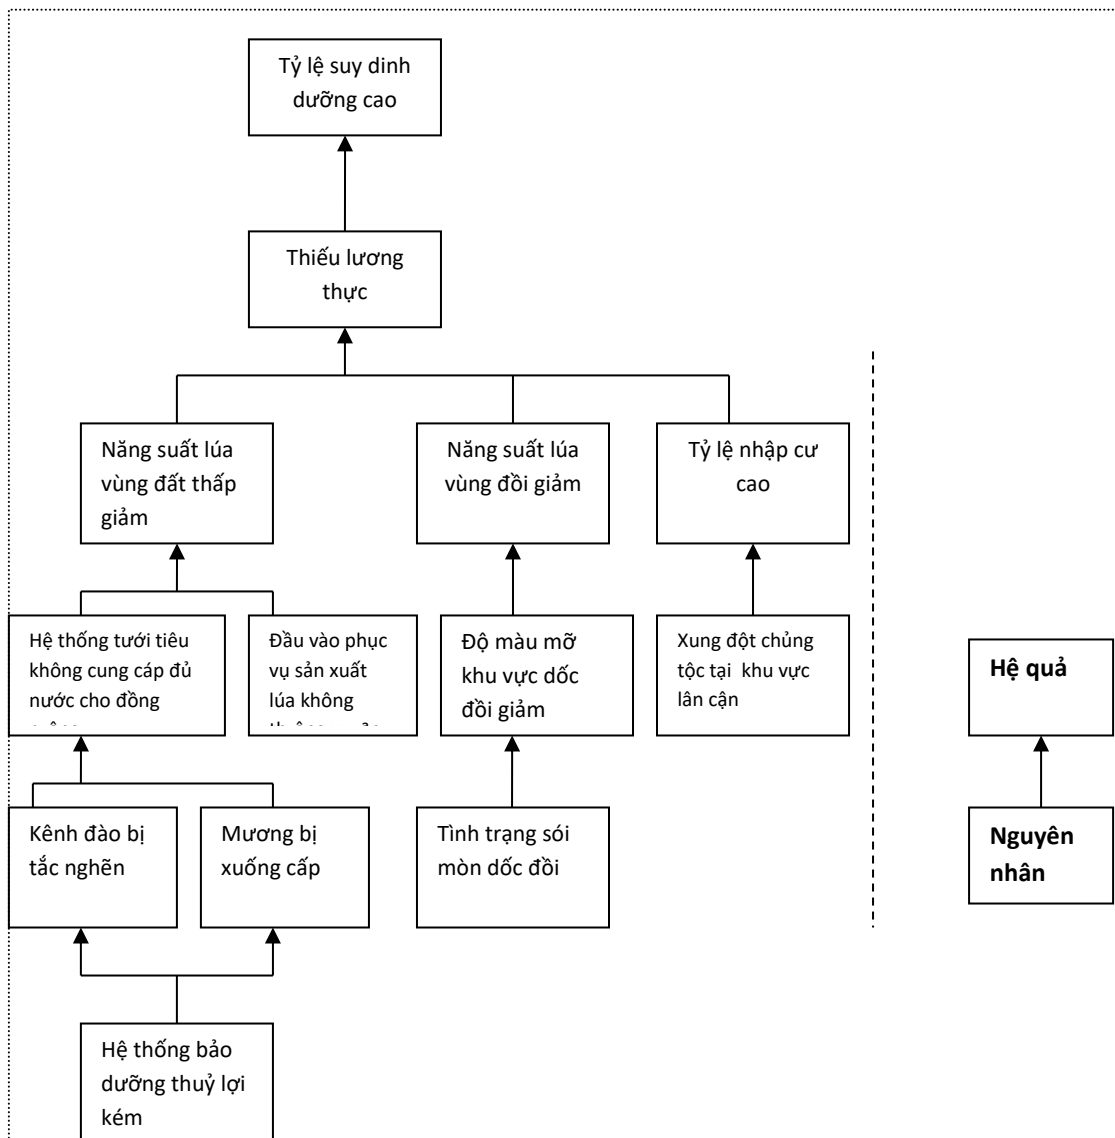 Tỷ lệ suy dinh
dưỡng cao
Thiếu lương
thực
Năng suất lúa
vùng đất thấp
giảm
Năng suất lúa
vùng đồi giảm
Tỷ lệ nhập cư
cao
Hệ thống tưới tiêu
không cung cáp đủ
nước cho đồng
Đầu vào phục
vụ sản xuất
lúa không
Độ màu mỡ
khu vực dốc
đồi giảm
Xung đột chủng
tộc tại khu vực
lân cận
Hệ quả
Kênh đào bị
tắc nghẽn
Mương bị
xuống cấp
Tình trạng sói
mòn dốc đồi
Nguyên
nhân
Hệ thống bảo
dưỡng thuỷ lợi
kém